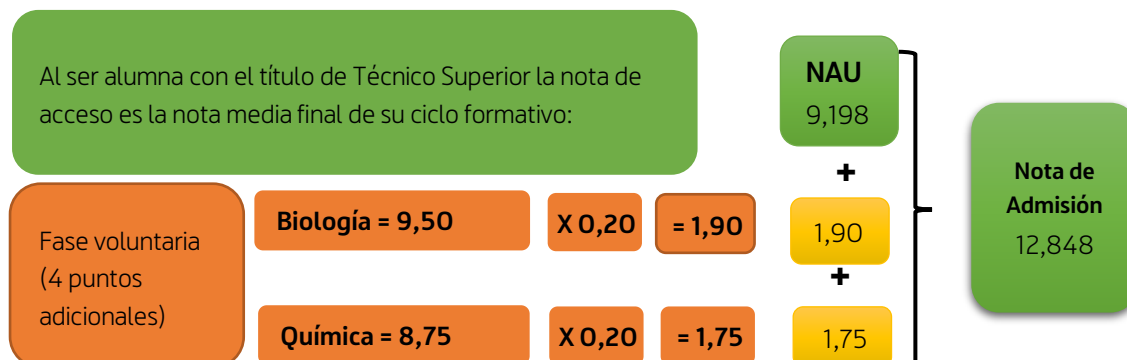 Al ser alumna con el título de Técnico Superior la nota de
acceso es la nota media final de su ciclo formativo:
NAU
9,198
+
Nota de
Admisión
12,848
Fase voluntaria
(4 puntos
adicionales)
Biología = 9,50
X 0,20
= 1,90
1,90
+
Química = 8,75
X 0,20
= 1,75
1,75